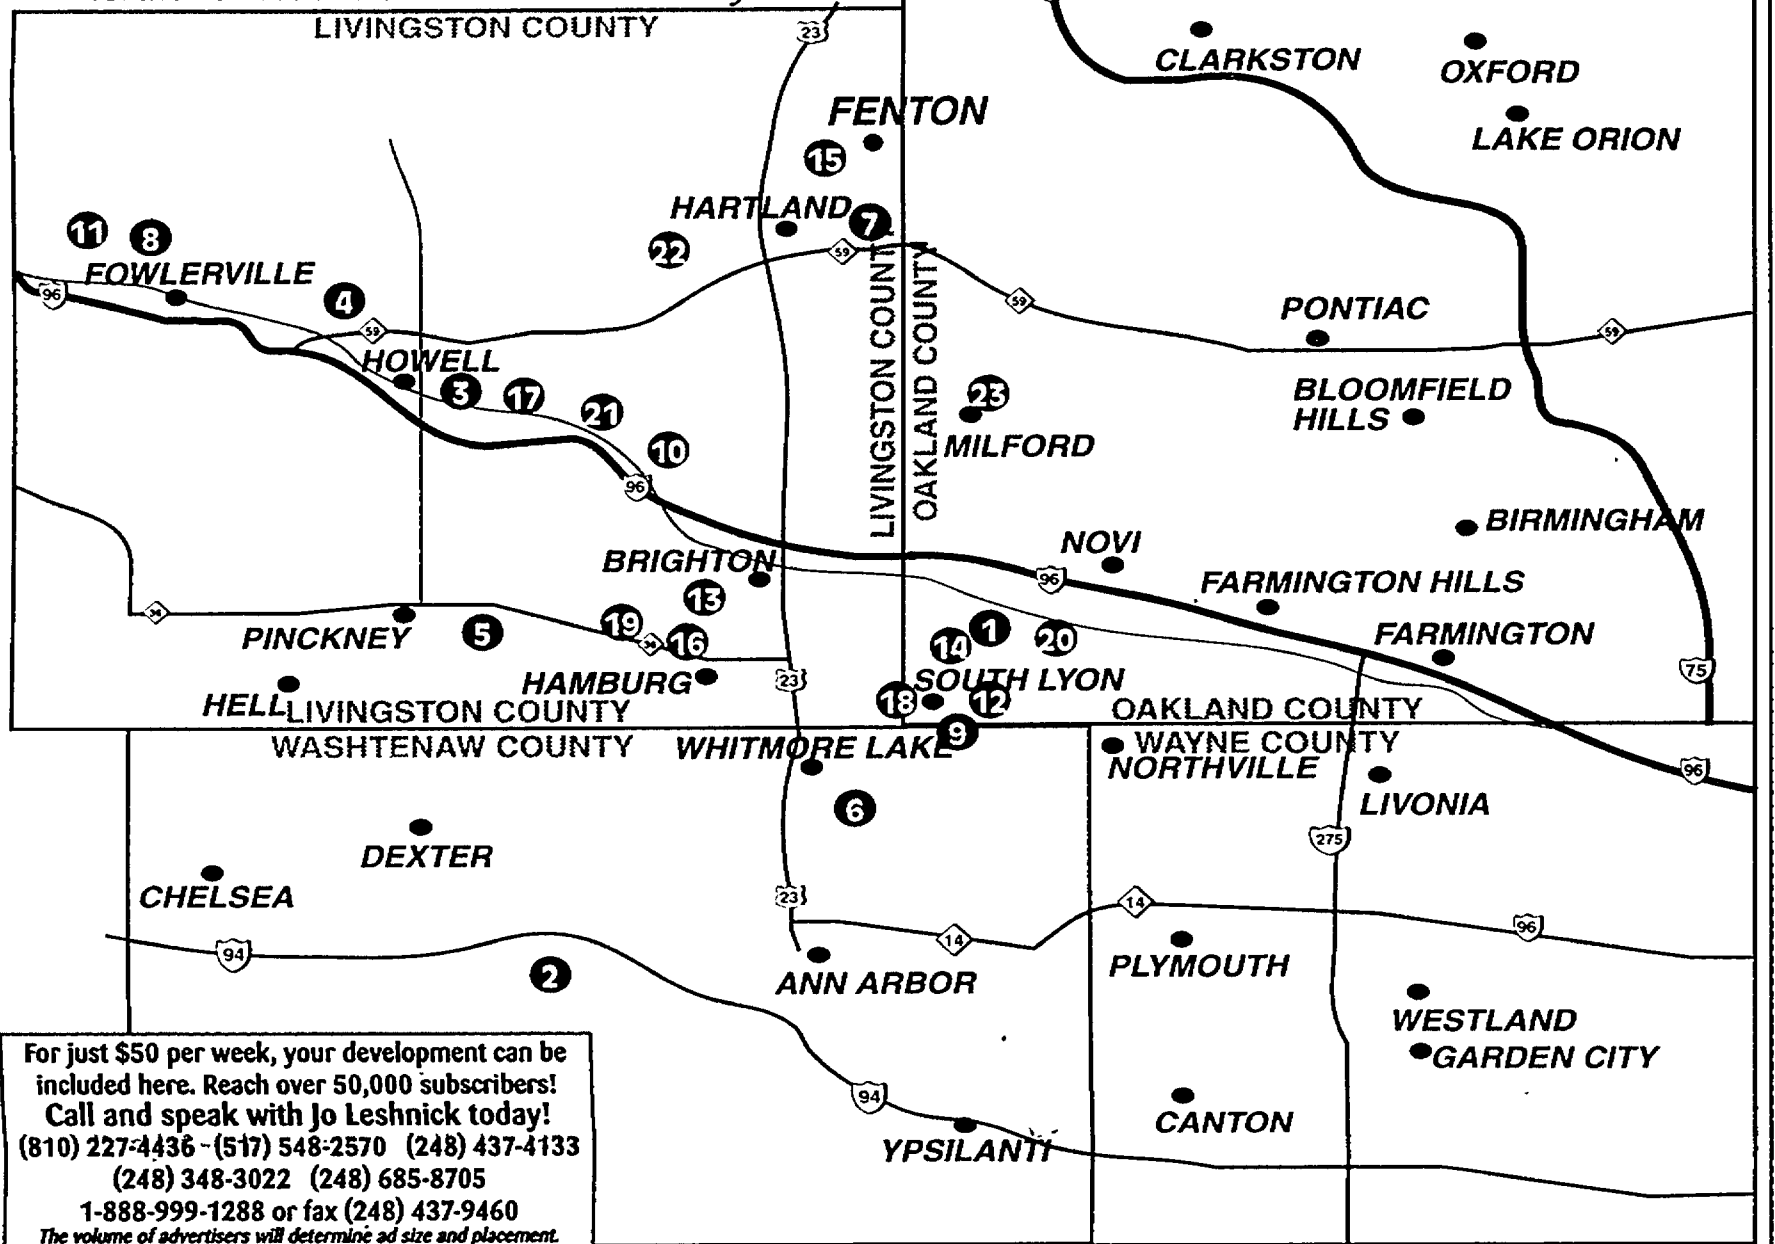 LIVINGSTON COUNTY
23
CLARKSTON
OXFORD
FENTON
LAKE ORION
15
HARTLAND
7
11
8
22
59
FOWLERVILLE
96
4
59
59
PONTIAC
59
LIVINGSTON COUNTY
OAKLAND COUNTY
HOWELL
3
17
21
23
BLOOMFIELD
HILLS
MILFORD
10
96
BIRMINGHAM
NOVI
BRIGHTON
96
FARMINGTON HILLS
13
36
19
1
PINCKNEY
5
36
16
14
20
FARMINGTON
75
HAMBURG
23
SOUTH LYON
HELL
18
12
LIVINGSTON COUNTY
OAKLAND COUNTY
WASHTENAW COUNTY
WHITMORE LAKE
9
WAYNE COUNTY
NORTHVILLE
96
6
LIVONIA
275
DEXTER
CHELSEA
23
14
96
94
14
2
ANN ARBOR
PLYMOUTH
WESTLAND
GARDEN CITY
94
CANTON
YPSILANTI
For just $50 per week, your development can be
included here. Reach over 50,000 subscribers!
Call and speak with Jo Leshnick today!
(810) 227-4436 - (517) 548-2570 (248) 437-4133
(248) 348-3022 (248) 685-8705
1-888-999-1288 or fax (248) 437-9460
The volume of advertisers will determine ad size and placement.